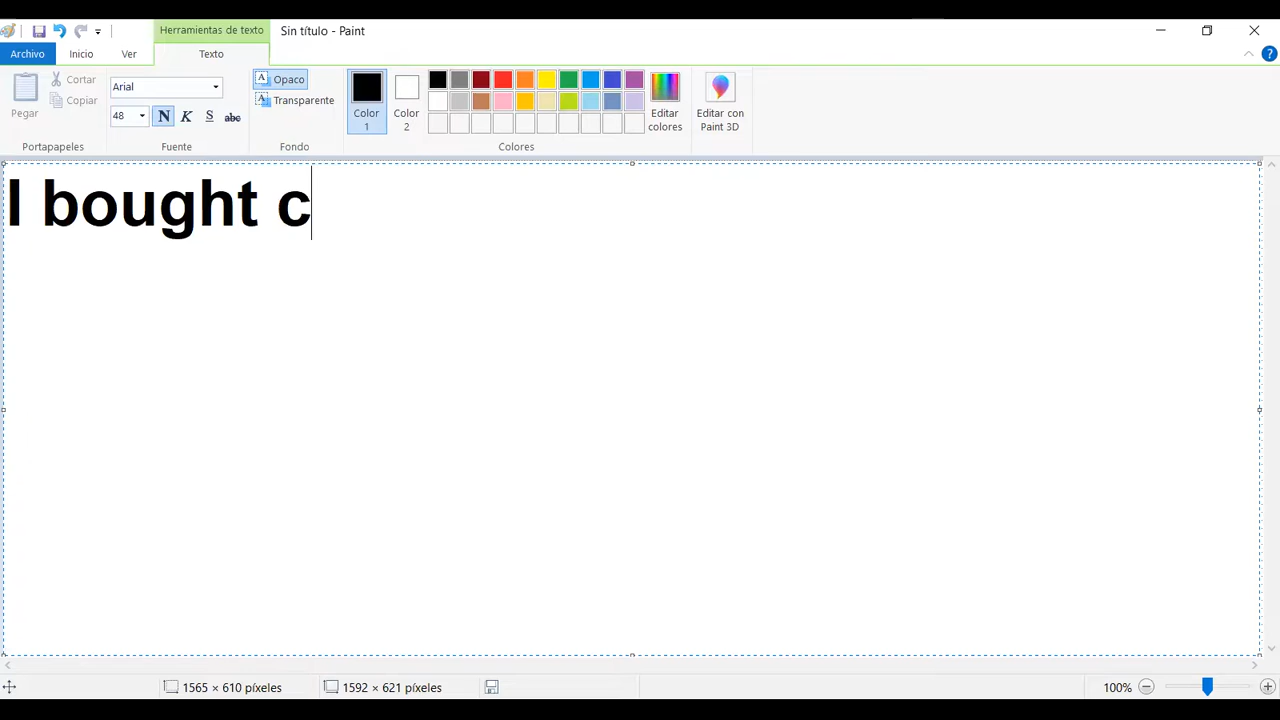 Herramientas de texto
Sin título - Paint
Archivo
Inicio
Ver
Texto
Pegar
Cortar
Copiar
Portapapeles
Arial
48
N K S abc
Fuente
Opaco
Transparente
Fondo
Color 1
Color 2
Editar colores
Colores
Editar con Paint 3D
I bought c
1565 × 610 píxeles
1592 × 621 píxeles
100%